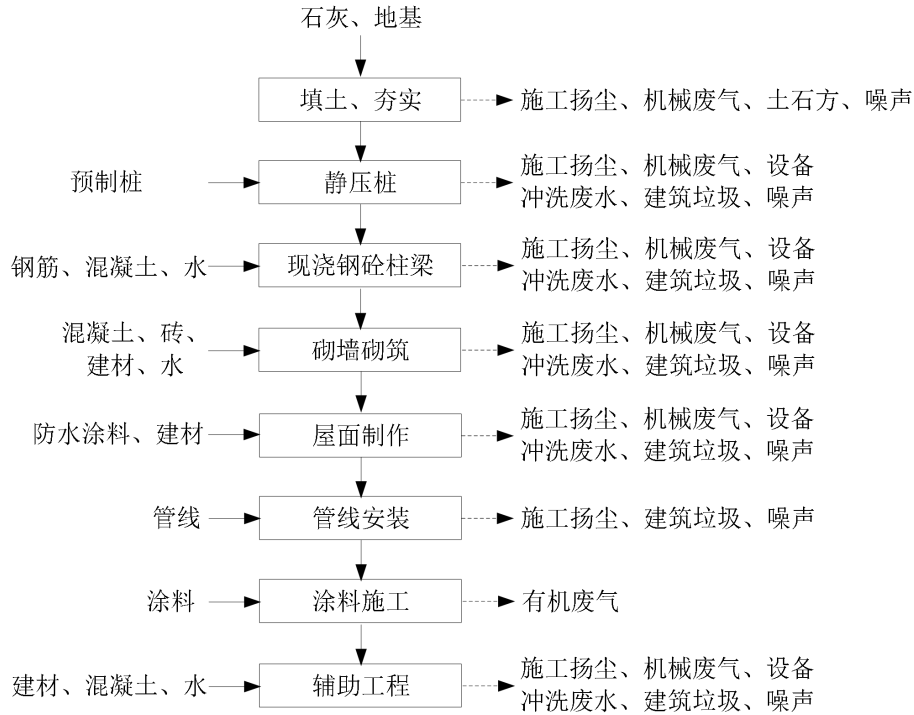 石灰、地基
填土、夯实
施工扬尘、机械废气、土石方、噪声
预制桩
静压桩
施工扬尘、机械废气、设备
冲洗废水、建筑垃圾、噪声
钢筋、混凝土、水
现浇钢砼柱梁
施工扬尘、机械废气、设备
冲洗废水、建筑垃圾、噪声
混凝土、砖、
建材、水
砌墙砌筑
施工扬尘、机械废气、设备
冲洗废水、建筑垃圾、噪声
防水涂料、建材
屋面制作
施工扬尘、机械废气、设备
冲洗废水、建筑垃圾、噪声
管线
管线安装
施工扬尘、建筑垃圾、噪声
涂料
涂料施工
有机废气
建材、混凝土、水
辅助工程
施工扬尘、机械废气、设备
冲洗废水、建筑垃圾、噪声